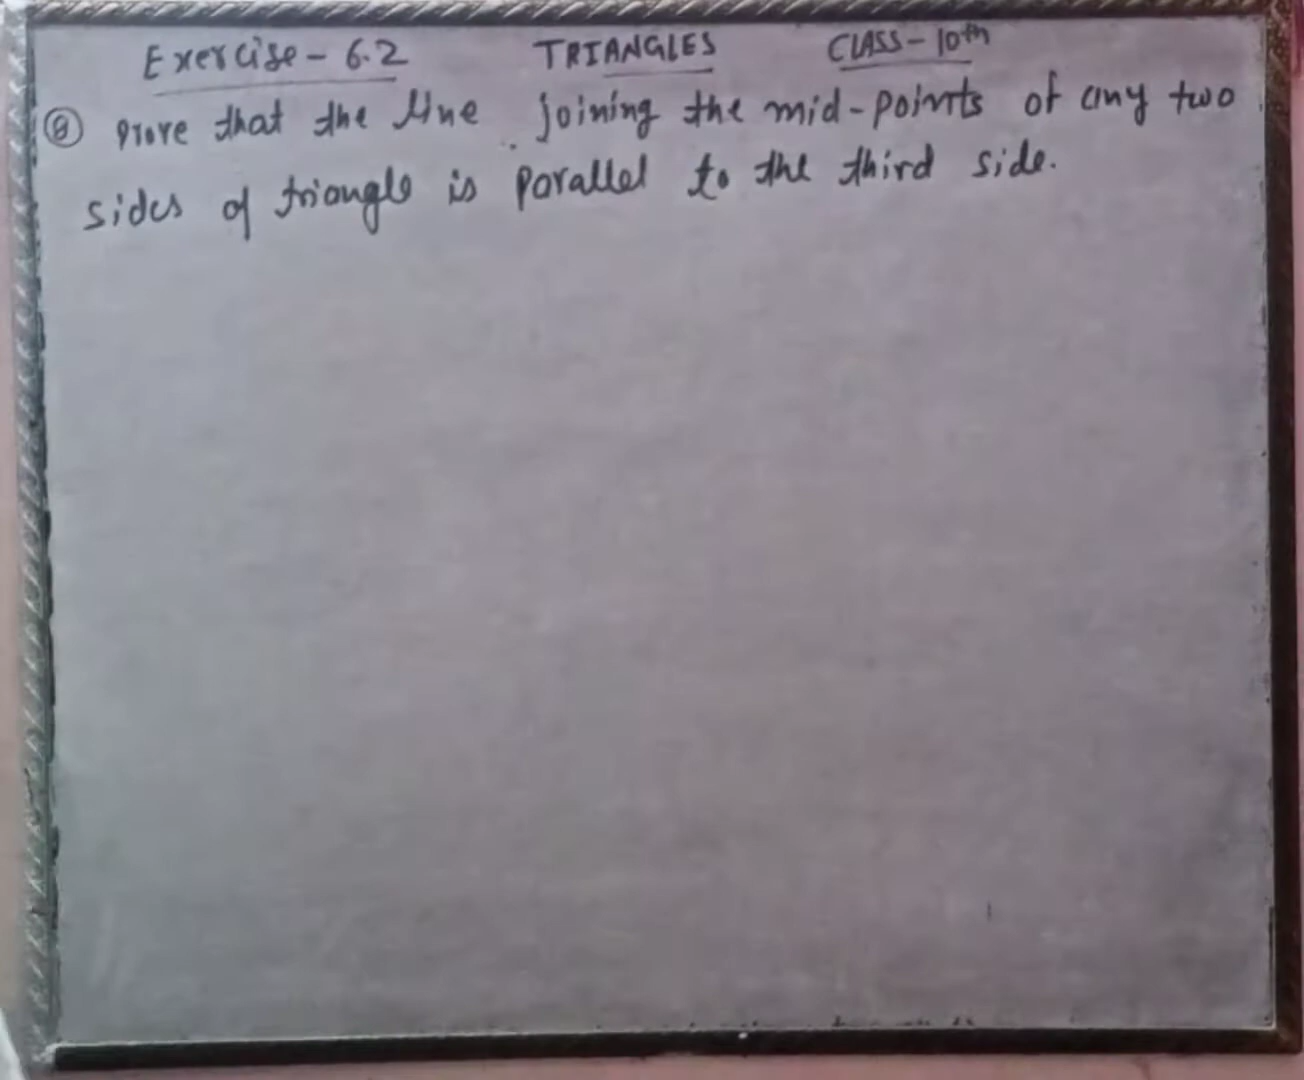 Exercise - 6.2 TRIANGLES CLASS - 10th
⑧ prove that the line joining the mid-points of any two
sides of triangle is parallel to the third side.